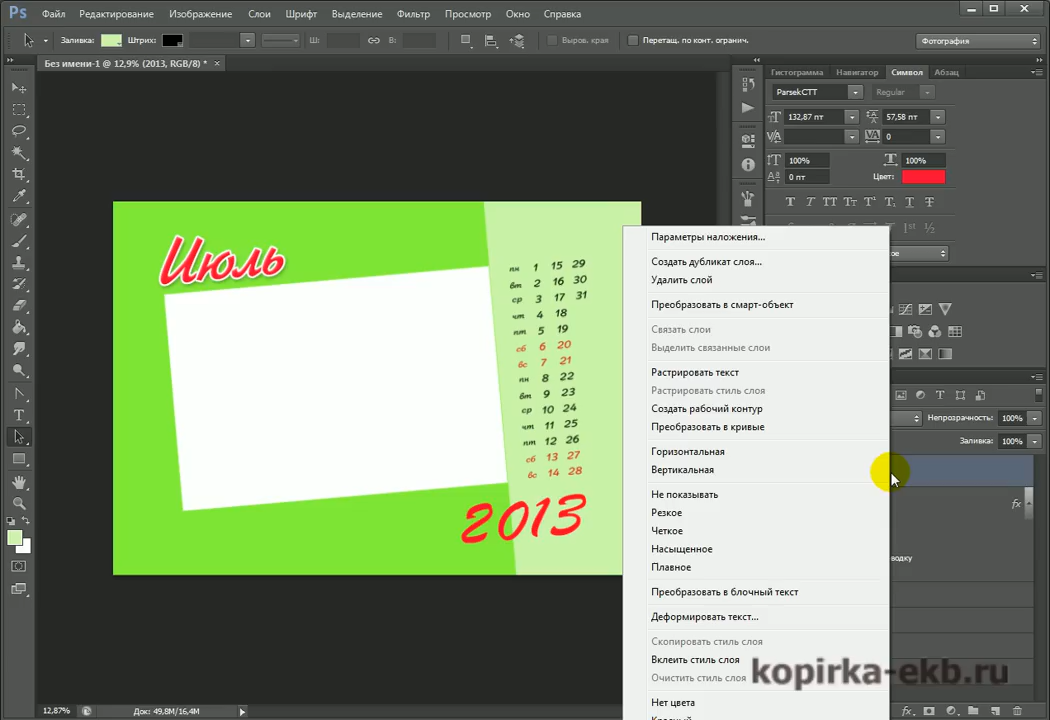 Ps Файл Редактирование Изображение Слои Шрифт Выделение Фильтр Просмотр Окно Справка
Заливка: Штрих: Ш: В: Выров. края Перетащ. по конт. огранич. Фотография
Без имени-1 @ 12,9% (2013, RGB/8) * ×
Гистограмма Навигатор Символ Абзац
ParsekCTT Regular
132,87 пт 57,58 пт
0
100% 100%
0 пт Цвет:
Июль
пн 1 15 29
вт 2 16 30
ср 3 17 31
чт 4 18
пт 5 19
сб 6 20
вс 7 21
пн 8 22
вт 9 23
ср 10 24
чт 11 25
пт 12 26
сб 13 27
вс 14 28
2013
Параметры наложения...
Создать дубликат слоя...
Удалить слой
Преобразовать в смарт-объект
Связать слои
Выделить связанные слои
Растрировать текст
Растрировать стиль слоя
Создать рабочий контур
Преобразовать в кривые
Горизонтальная
Вертикальная
Не показывать
Резкое
Четкое
Насыщенное
Плавное
Преобразовать в блочный текст
Деформировать текст...
Скопировать стиль слоя
Вклеить стиль слоя
Очистить стиль слоя
Нет цвета
Непрозрачность: 100%
Заливка: 100%
fx
kopirka-ekb.ru
12,87% Док: 49,8M/16,4M